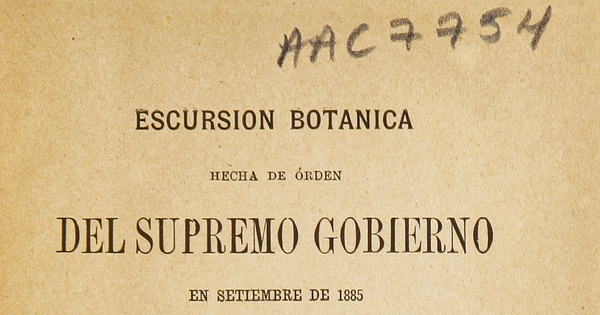 AAC7754
ESCURSION BOTANICA
HECHA DE ÓRDEN
DEL SUPREMO GOBIERNO
EN SETIEMBRE DE 1885